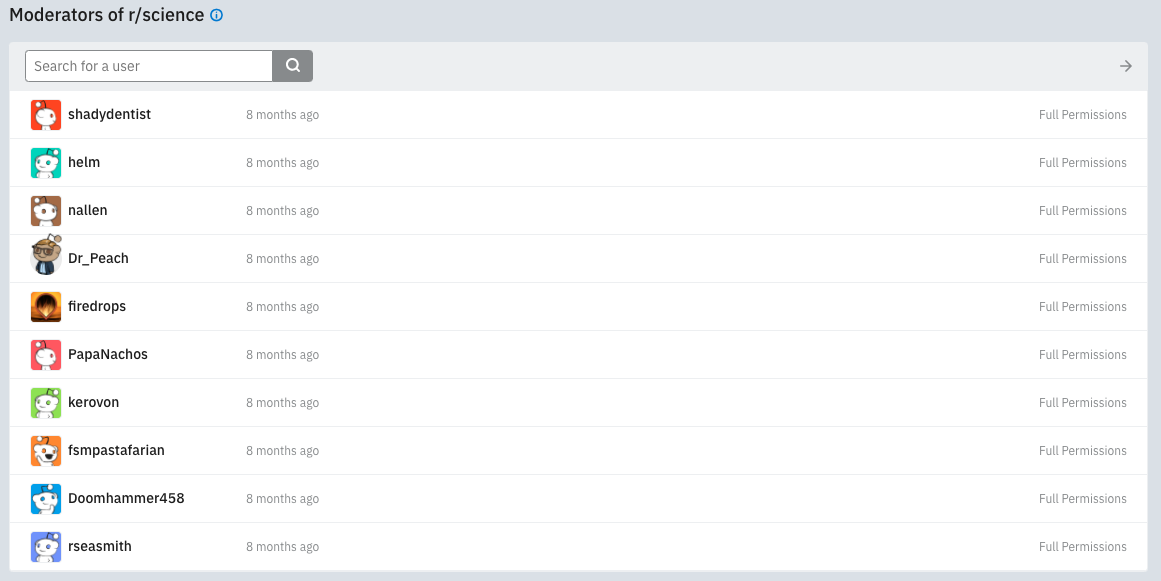 Moderators of r/science
Search for a user
shadydentist 8 months ago Full Permissions
helm 8 months ago Full Permissions
nallen 8 months ago Full Permissions
Dr_Peach 8 months ago Full Permissions
firedrops 8 months ago Full Permissions
PapaNachos 8 months ago Full Permissions
kerovon 8 months ago Full Permissions
fsmpastafarian 8 months ago Full Permissions
Doomhammer458 8 months ago Full Permissions
rseasmith 8 months ago Full Permissions